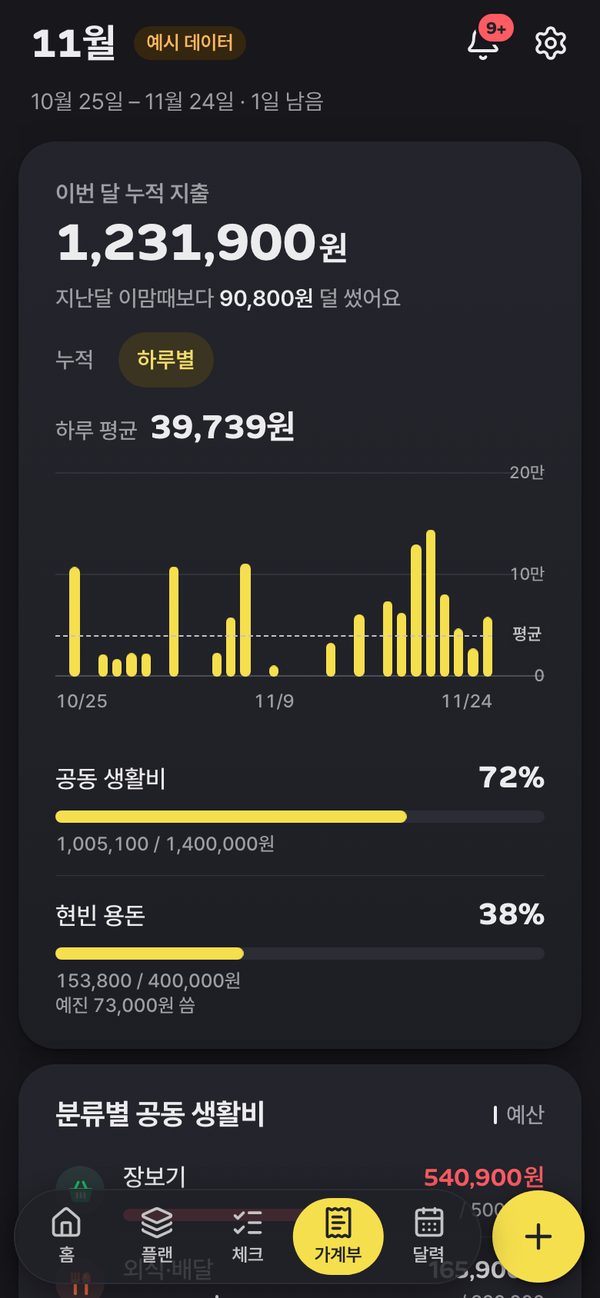 11월 예시 데이터 9+
10월 25일 – 11월 24일 · 1일 남음
이번 달 누적 지출
1,231,900원
지난달 이맘때보다 90,800원 덜 썼어요
누적 하루별
하루 평균 39,739원
20만
10만
평균
0
10/25 11/9 11/24
공동 생활비 72%
1,005,100 / 1,400,000원
현빈 용돈 38%
153,800 / 400,000원
예진 73,000원 씀
분류별 공동 생활비 예산
장보기 540,900원
/ 500
외식·배달 165,900
홈 플랜 체크 가계부 달력